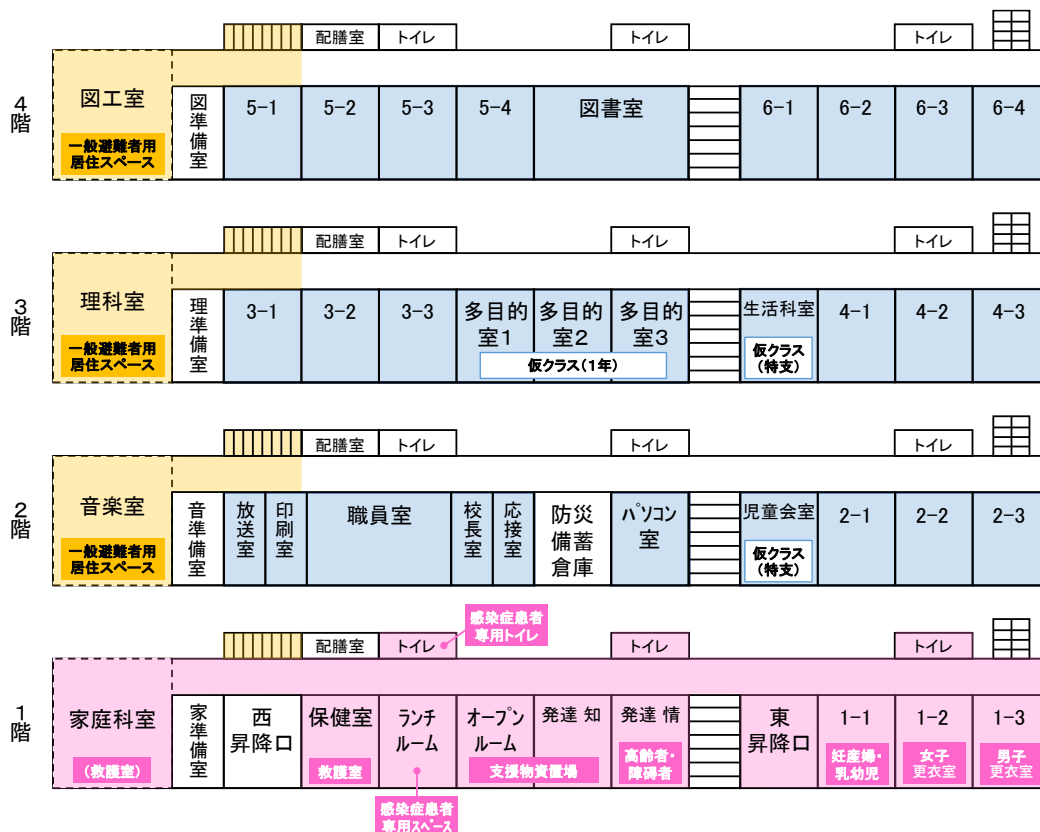 配膳室 トイレ トイレ トイレ
4階
図工室
一般避難者用
居住スペース
図準備室
5-1 5-2 5-3 5-4 図書室 6-1 6-2 6-3 6-4
配膳室 トイレ トイレ トイレ
3階
理科室
一般避難者用
居住スペース
理準備室
3-1 3-2 3-3
多目的
室1
多目的
室2
多目的
室3
仮クラス(1年)
生活科室
仮クラス
(特支)
4-1 4-2 4-3
配膳室 トイレ トイレ トイレ
2階
音楽室
一般避難者用
居住スペース
音準備室
放送室
印刷室
職員室
校長室
応接室
防災
備蓄
倉庫
パソコン
室
児童会室
仮クラス
(特支)
2-1 2-2 2-3
感染症患者
専用トイレ
配膳室 トイレ トイレ トイレ
1階
家庭科室
(救護室)
家準備室
西
昇降口
保健室
救護室
ランチ
ルーム
オープン
ルーム
発達 知
支援物資置場
発達 情
高齢者・
障碍者
東
昇降口
1-1
妊産婦・
乳幼児
1-2
女子
更衣室
1-3
男子
更衣室
感染症患者
専用スペース